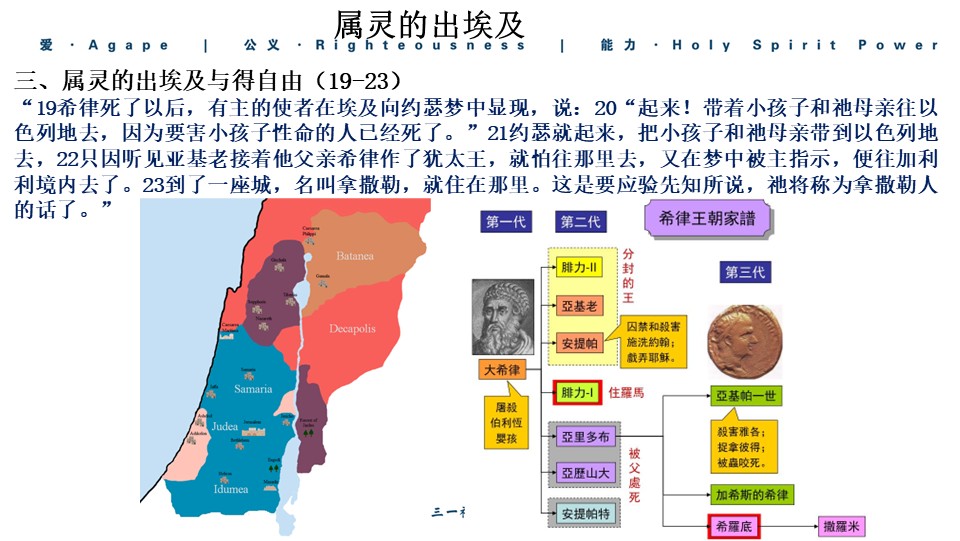 属灵的出埃及
爱 · Agape | 公义 · Righteousness | 能力 · Holy Spirit Power
三、属灵的出埃及与得自由（19-23）
“19希律死了以后，有主的使者在埃及向约瑟梦中显现，说：20“起来！带着小孩子和祂母亲往以
色列地去，因为要害小孩子性命的人已经死了。”21约瑟就起来，把小孩子和祂母亲带到以色列地
去，22只因听见亚基老接着他父亲希律作了犹太王，就怕往那里去，又在梦中被主指示，便往加利
利境内去了。23到了一座城，名叫拿撒勒，就住在那里。这是要应验先知所说，祂将称为拿撒勒人
的话了。”
Batanea
Decapolis
Samaria
Judea
Idumea
三一
希律王朝家譜
第一代
第二代
第三代
腓力-II
亞基老
安提帕
分封的王
囚禁和殺害
施洗約翰；
戲弄耶穌。
大希律
屠殺
伯利恆
嬰孩
腓力-I
住羅馬
亞里多布
亞歷山大
安提帕特
被父處死
亞基帕一世
殺害雅各；
捉拿彼得；
被蟲咬死。
加希斯的希律
希羅底
撒羅米